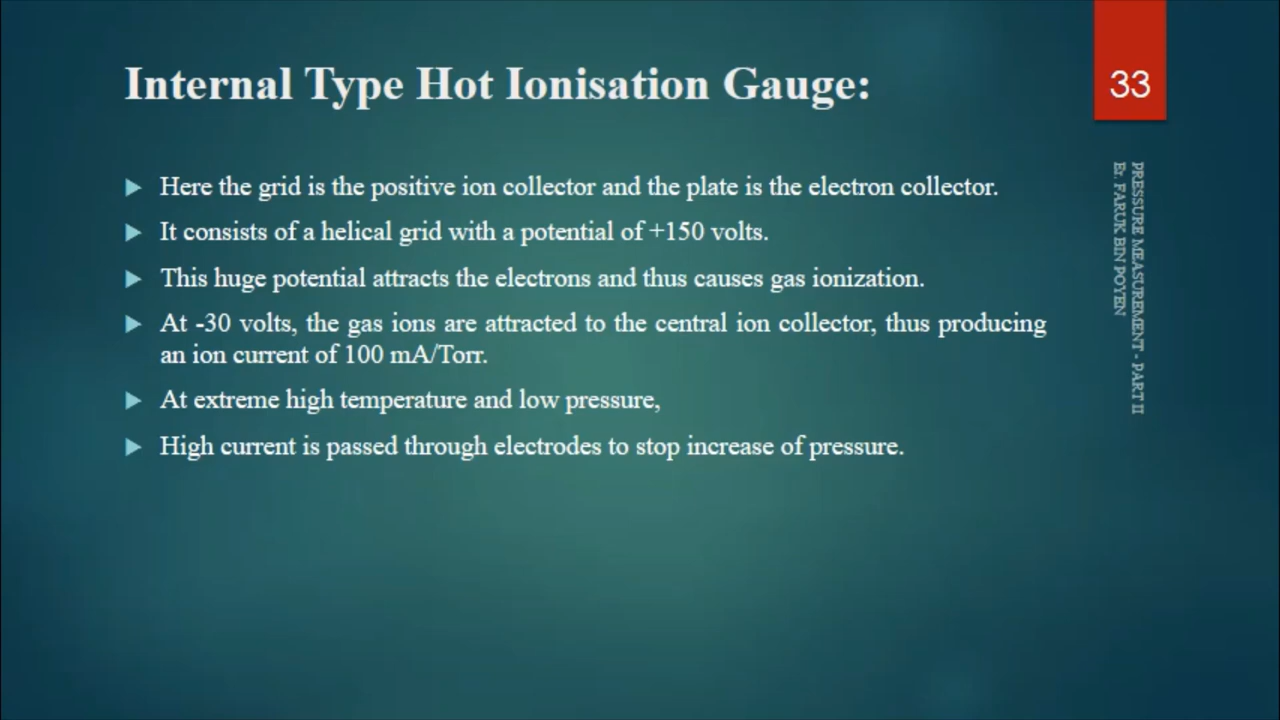 Internal Type Hot Ionisation Gauge:
33
Here the grid is the positive ion collector and the plate is the electron collector.
It consists of a helical grid with a potential of +150 volts.
This huge potential attracts the electrons and thus causes gas ionization.
At -30 volts, the gas ions are attracted to the central ion collector, thus producing
an ion current of 100 mA/Torr.
At extreme high temperature and low pressure,
High current is passed through electrodes to stop increase of pressure.
PRESSURE MEASUREMENT - PART II
Er. FARUK BIN POYEN